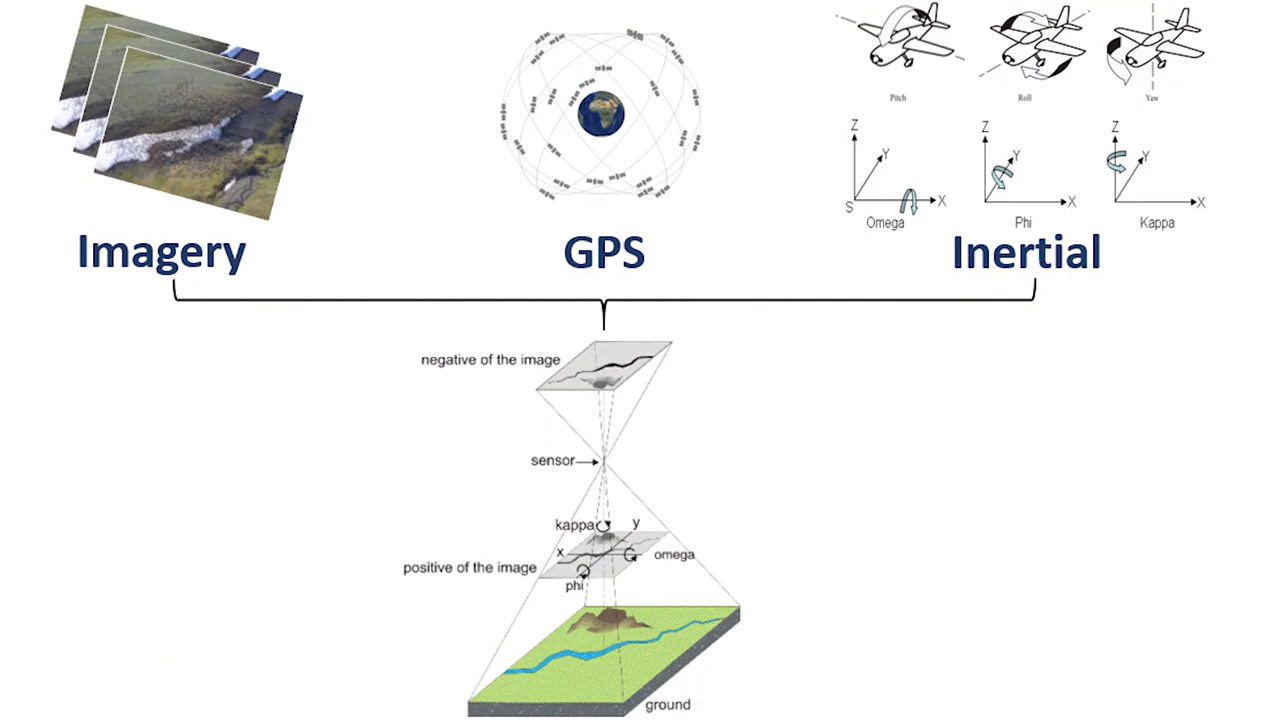 Pitch
Roll
Yaw
Z
Y
X
S
Omega
Z
Y
X
Phi
Z
Y
X
Kappa
Imagery
GPS
Inertial
negative of the image
sensor
kappa
y
x
omega
positive of the image
phi
ground